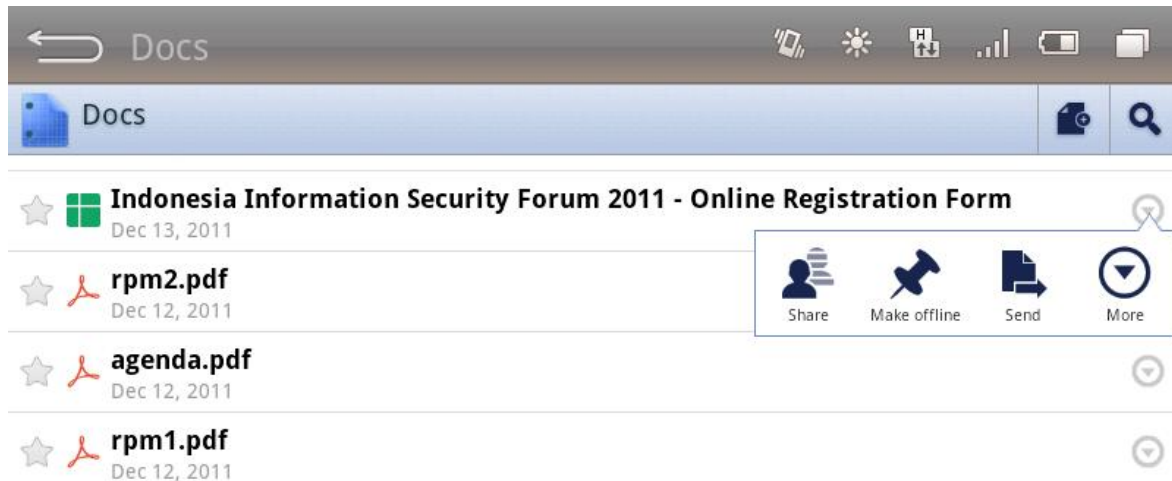 Docs
H
Docs
Indonesia Information Security Forum 2011 - Online Registration Form
Dec 13, 2011
rpm2.pdf
Dec 12, 2011
Share
Make offline
Send
More
agenda.pdf
Dec 12, 2011
rpm1.pdf
Dec 12, 2011